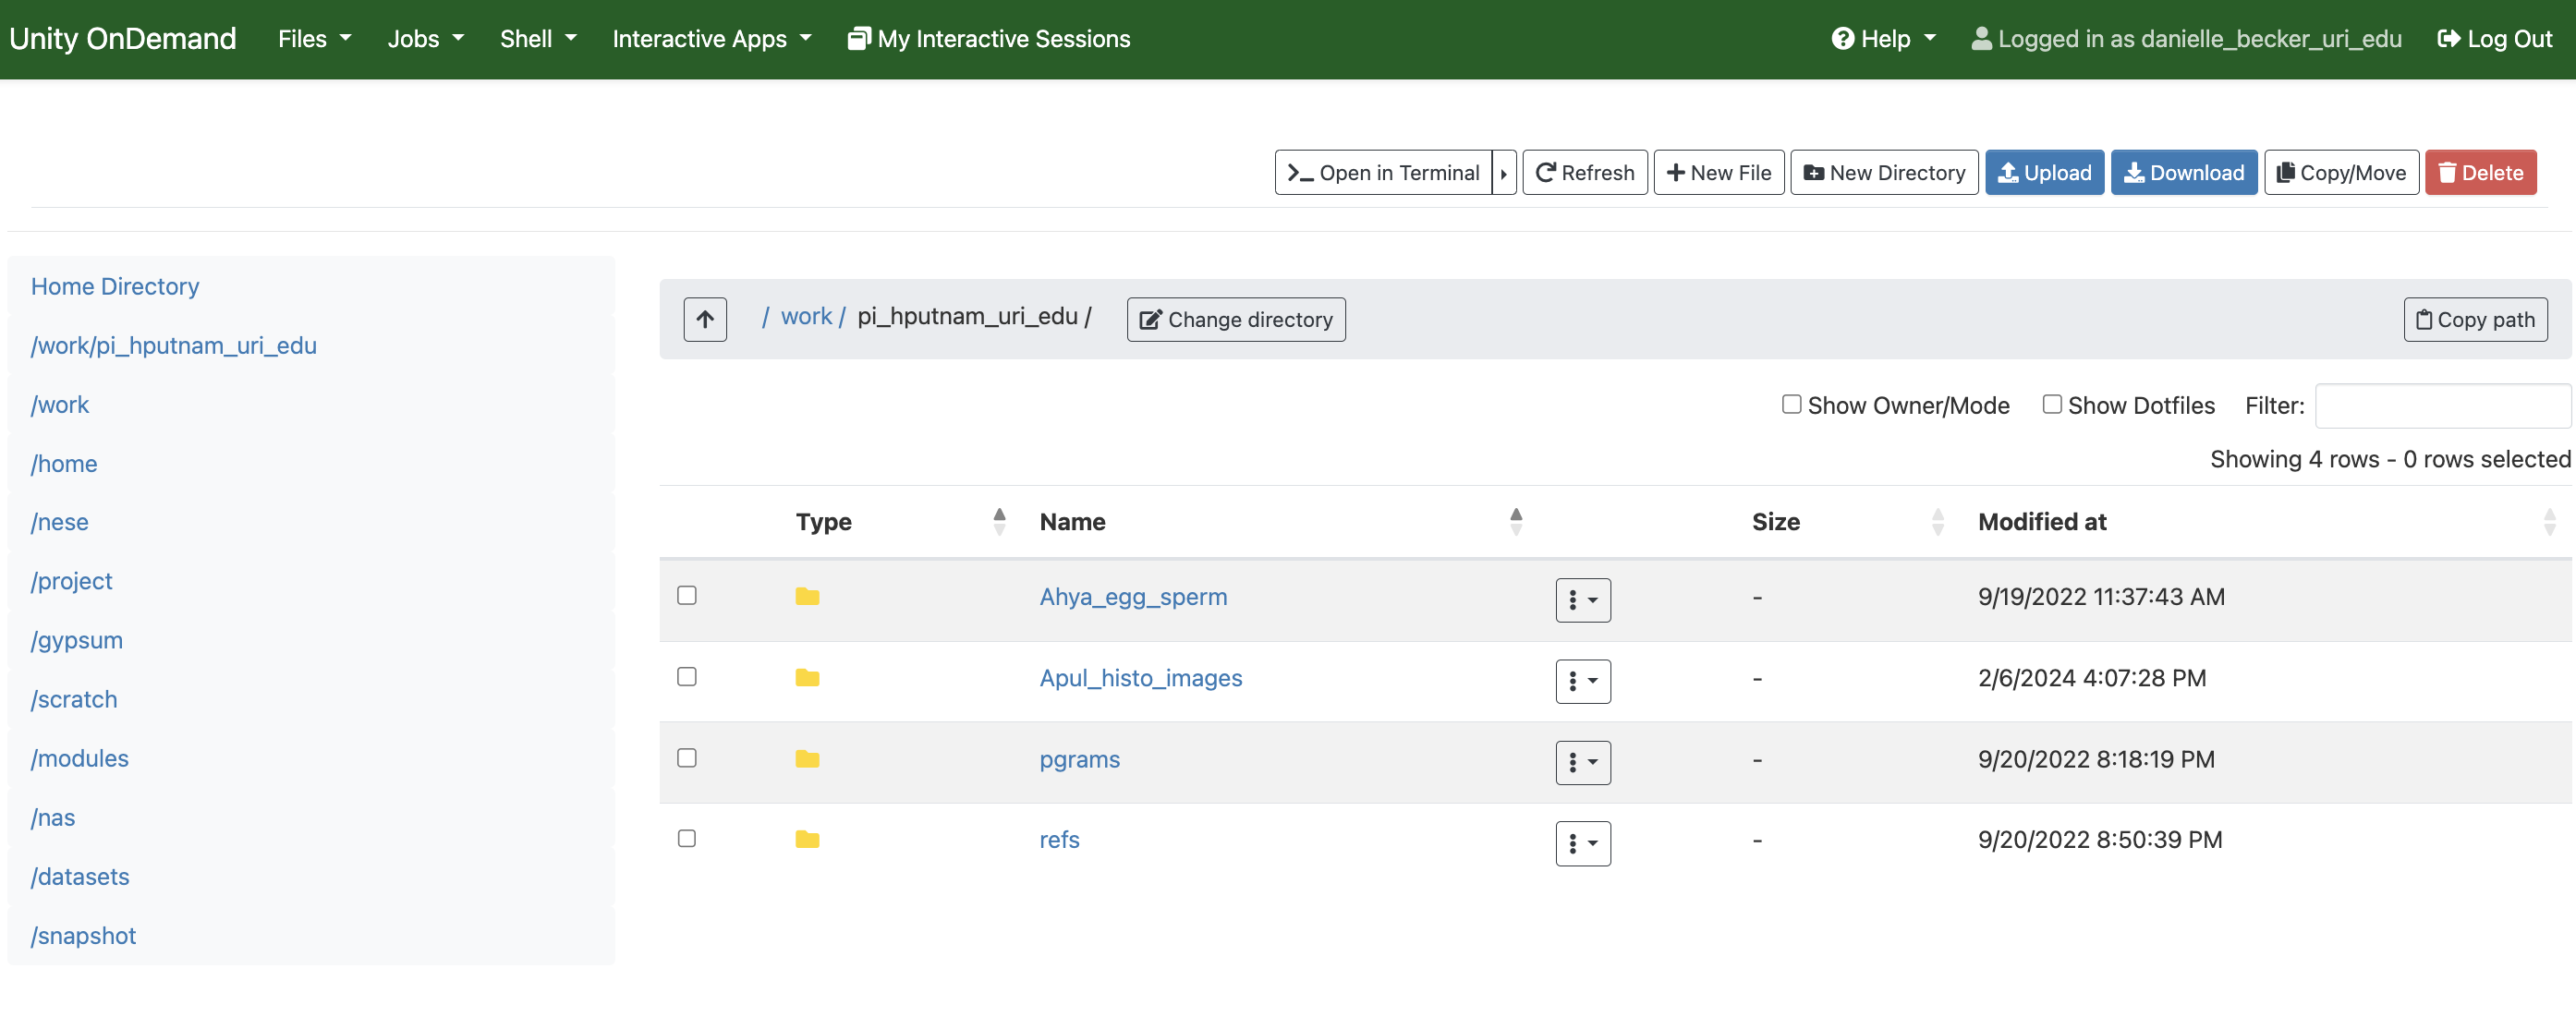 Unity OnDemand Files Jobs Shell Interactive Apps My Interactive Sessions Help Logged in as danielle_becker_uri_edu Log Out
Open in Terminal Refresh New File New Directory Upload Download Copy/Move Delete
Home Directory
/work/pi_hputnam_uri_edu
/work
/home
/nese
/project
/gypsum
/scratch
/modules
/nas
/datasets
/snapshot
/ work / pi_hputnam_uri_edu / Change directory Copy path
Show Owner/Mode Show Dotfiles Filter:
Showing 4 rows - 0 rows selected
Type Name Size Modified at
Ahya_egg_sperm - 9/19/2022 11:37:43 AM
Apul_histo_images - 2/6/2024 4:07:28 PM
pgrams - 9/20/2022 8:18:19 PM
refs - 9/20/2022 8:50:39 PM